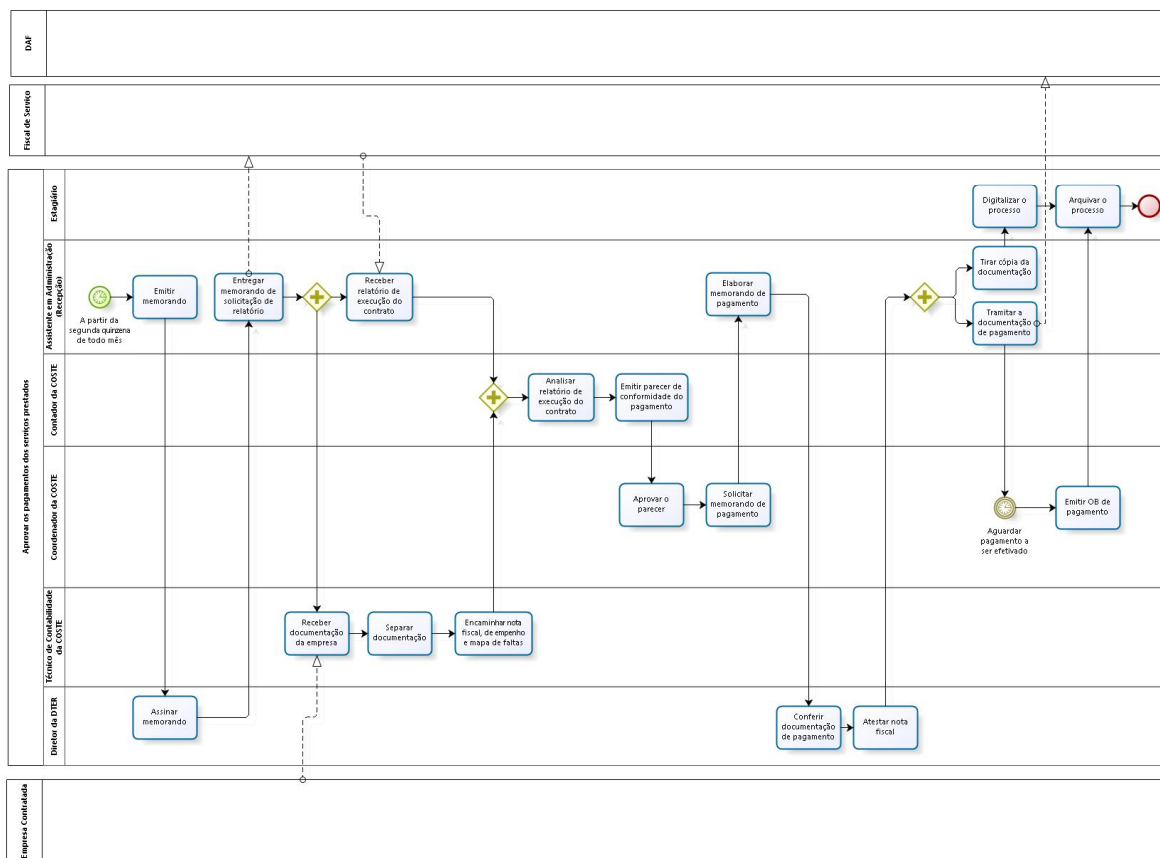 DAF
Fiscal de Serviço
Aprovar os pagamentos dos serviços prestados
Estagiário
Digitalizar o
processo
Arquivar o
processo
Assistente em Administração
(Recepção)
A partir da
segunda quinzena
de todo mês
Emitir
memorando
Entregar
memorando de
solicitação de
relatório
Receber
relatório de
execução do
contrato
Elaborar
memorando de
pagamento
Tirar cópia da
documentação
Tramitar a
documentação
de pagamento
Contador da COSTE
Analisar
relatório de
execução do
contrato
Emitir parecer de
conformidade do
pagamento
Coordenador da COSTE
Aprovar o
parecer
Solicitar
memorando de
pagamento
Aguardar
pagamento a
ser efetivado
Emitir OB de
pagamento
Técnico de Contabilidade
da COSTE
Receber
documentação
da empresa
Separar
documentação
Encaminhar nota
fiscal, de empenho
e mapa de faltas
Diretor da DTER
Assinar
memorando
Conferir
documentação
de pagamento
Atestar nota
fiscal
Empresa Contratada